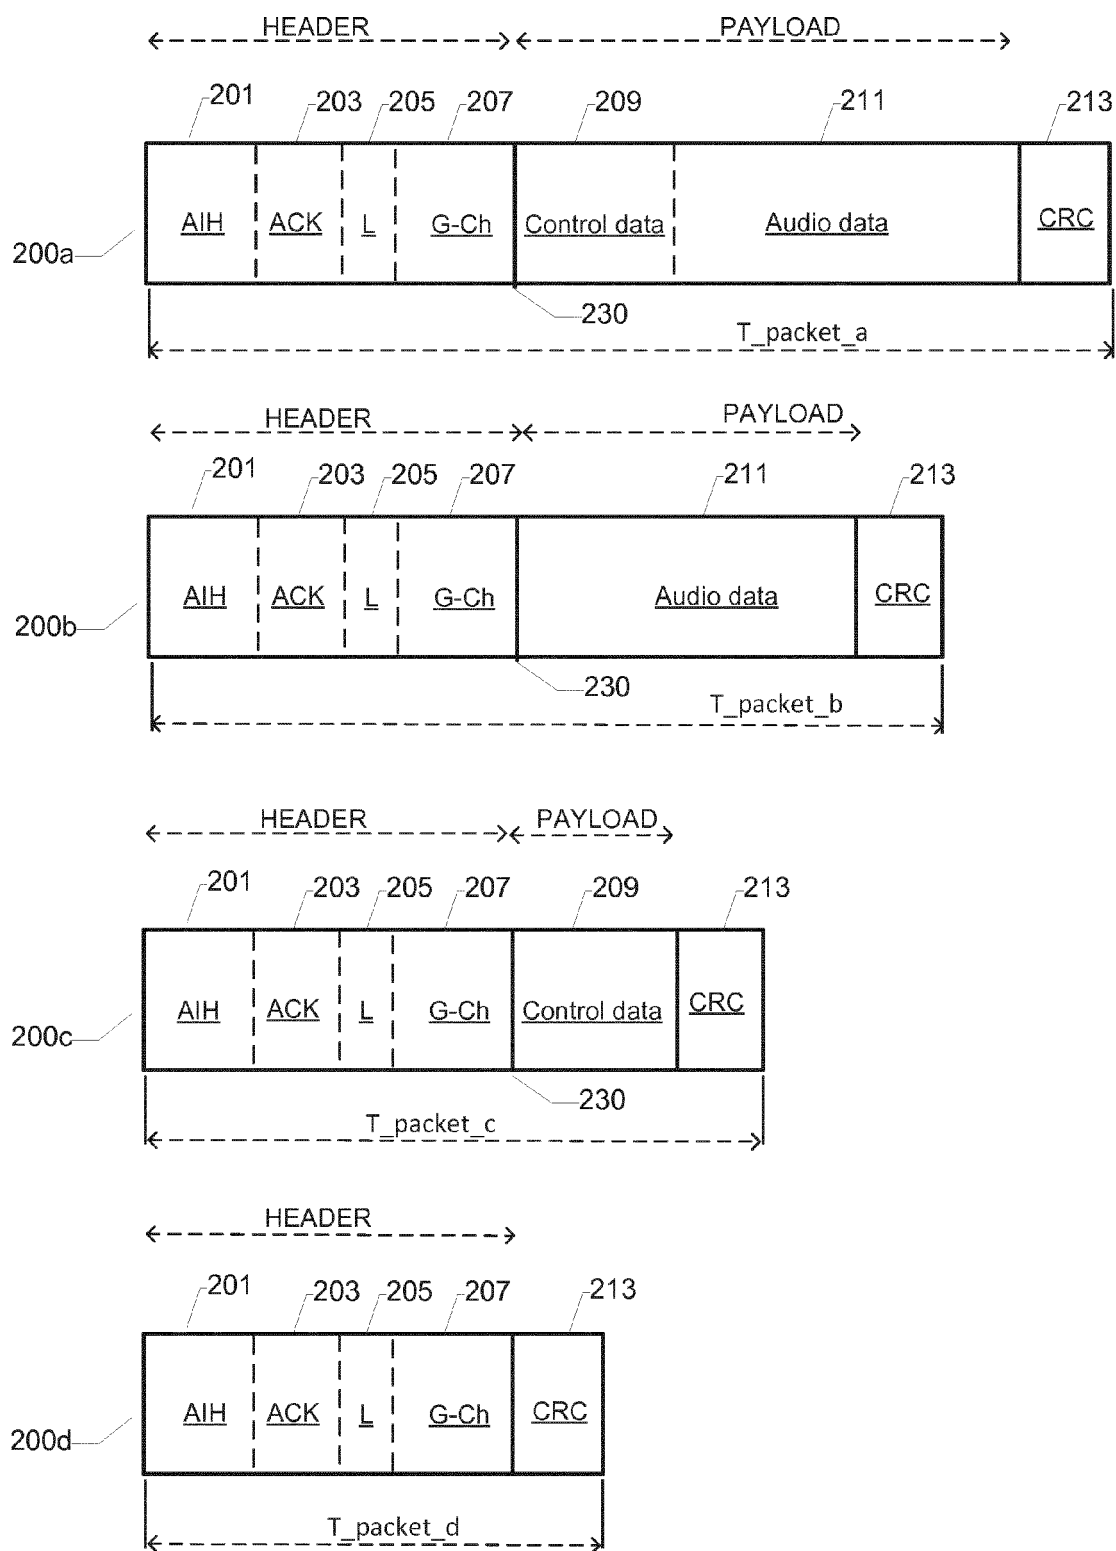 HEADER PAYLOAD
201 203 205 207 209 211 213
AIH ACK L G-Ch Control data Audio data CRC
200a
230
T_packet_a
HEADER PAYLOAD
201 203 205 207 211 213
AIH ACK L G-Ch Audio data CRC
200b
230
T_packet_b
HEADER PAYLOAD
201 203 205 207 209 213
AIH ACK L G-Ch Control data CRC
200c
230
T_packet_c
HEADER
201 203 205 207 213
AIH ACK L G-Ch CRC
200d
T_packet_d